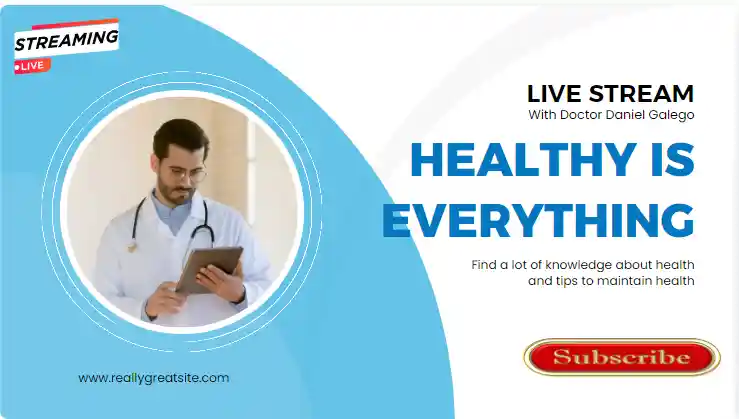 STREAMING
LIVE
LIVE STREAM
With Doctor Daniel Galego
HEALTHY IS
EVERYTHING
Find a lot of knowledge about health
and tips to maintain health
Subscribe
www.reallygreatsite.com